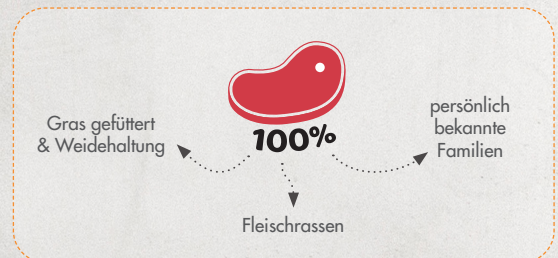 100%
Gras gefüttert
& Weidehaltung
Fleischrassen
persönlich
bekannte
Familien